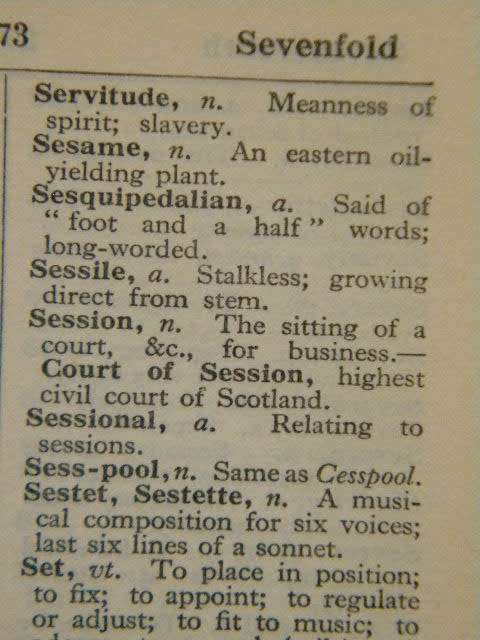 73 Sevenfold
Servitude, n. Meanness of
spirit; slavery.
Sesame, n. An eastern oil-
yielding plant.
Sesquipedalian, a. Said of
"foot and a half" words;
long-worded.
Sessile, a. Stalkless; growing
direct from stem.
Session, n. The sitting of a
court, &c., for business.—
Court of Session, highest
civil court of Scotland.
Sessional, a. Relating to
sessions.
Sess-pool, n. Same as Cesspool.
Sestet, Sestette, n. A musi-
cal composition for six voices;
last six lines of a sonnet.
Set, vt. To place in position;
to fix; to appoint; to regulate
or adjust; to fit to music; to